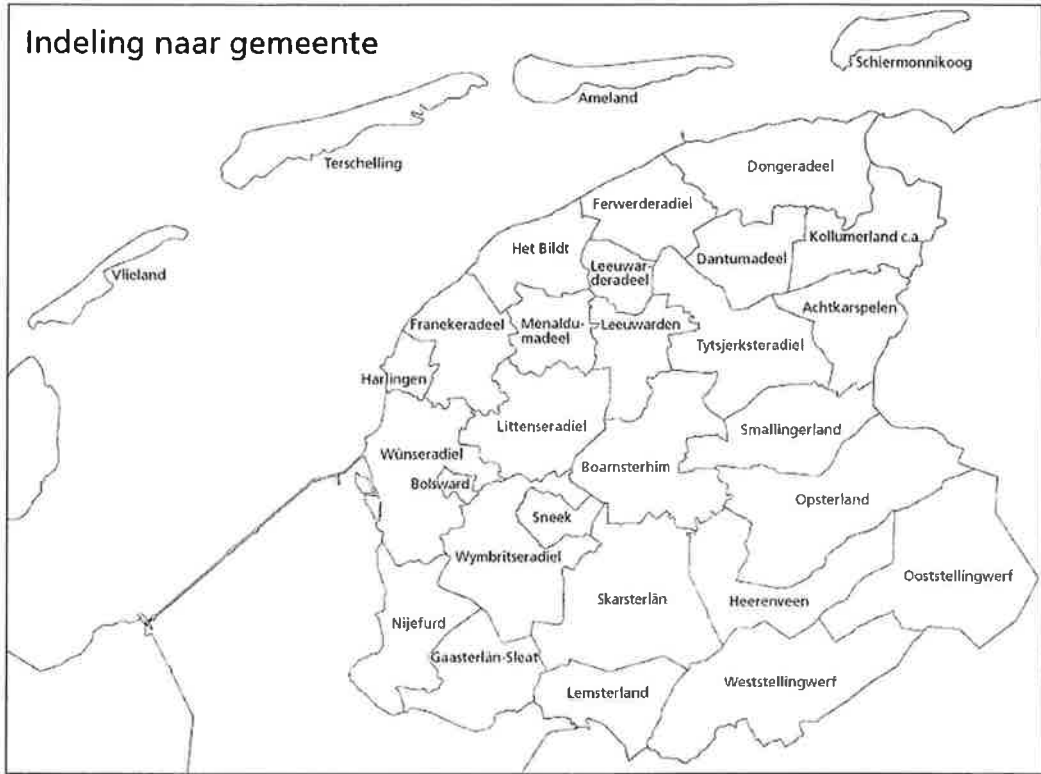 Indeling naar gemeente
Schiermonnikoog
Ameland
Terschelling
Dongeradeel
Ferwerderadiel
Kollumerland c.a.
Het Bildt
Dantumadeel
Leeuwar-
deradeel
Vlieland
Achtkarspelen
Franekeradeel
Menaldu-
madeel
Leeuwarden
Tytsjerksteradiel
Harlingen
Littenseradiel
Smallingerland
Wûnseradiel
Boarnsterhim
Bolsward
Opsterland
Sneek
Wymbritseradiel
Ooststellingwerf
Skarsterlân
Heerenveen
Nijefurd
Gaasterlân-Sleat
Weststellingwerf
Lemsterland